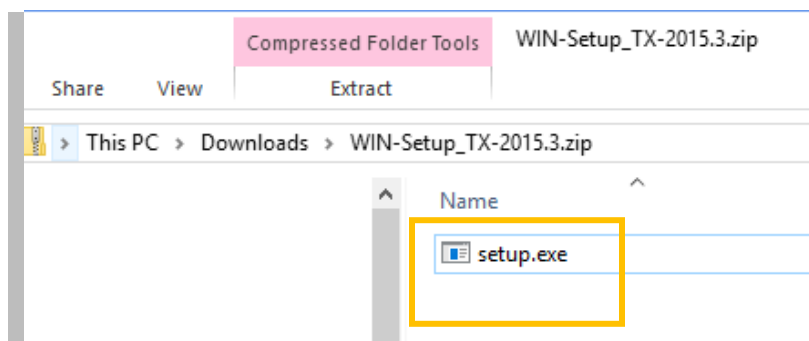 Compressed Folder Tools
WIN-Setup_TX-2015.3.zip
Share
View
Extract
This PC > Downloads > WIN-Setup_TX-2015.3.zip
Name
setup.exe